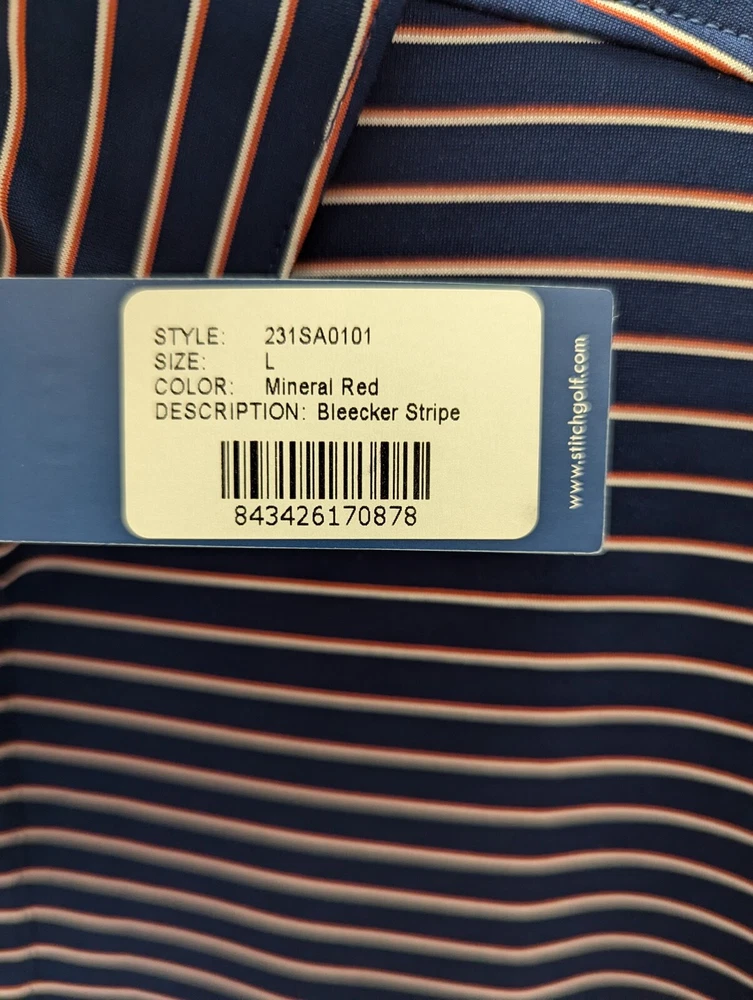 STYLE: 231SA0101
SIZE: L
COLOR: Mineral Red
DESCRIPTION: Bleecker Stripe
843426170878
www.stitchgolf.com